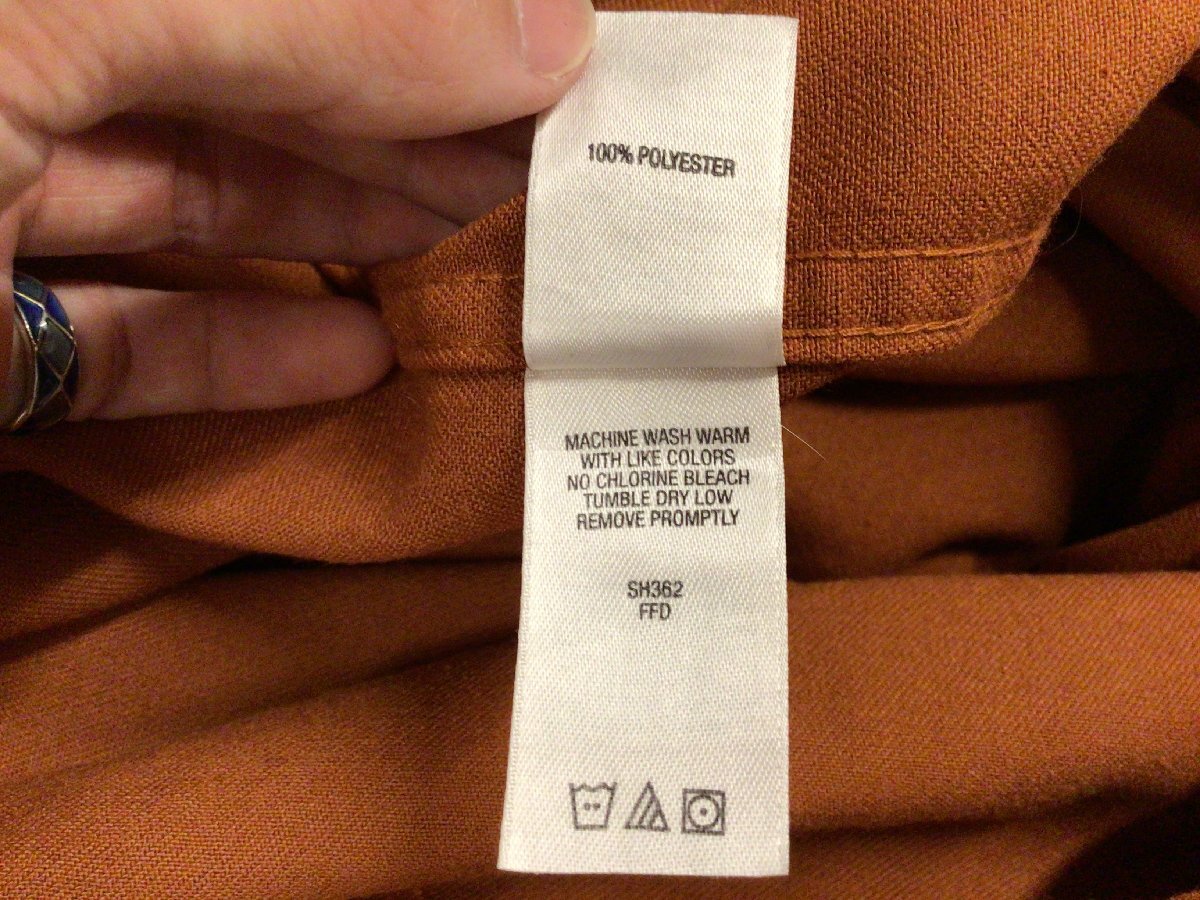 100% POLYESTER
MACHINE WASH WARM
WITH LIKE COLORS
NO CHLORINE BLEACH
TUMBLE DRY LOW
REMOVE PROMPTLY
SH362
FFD